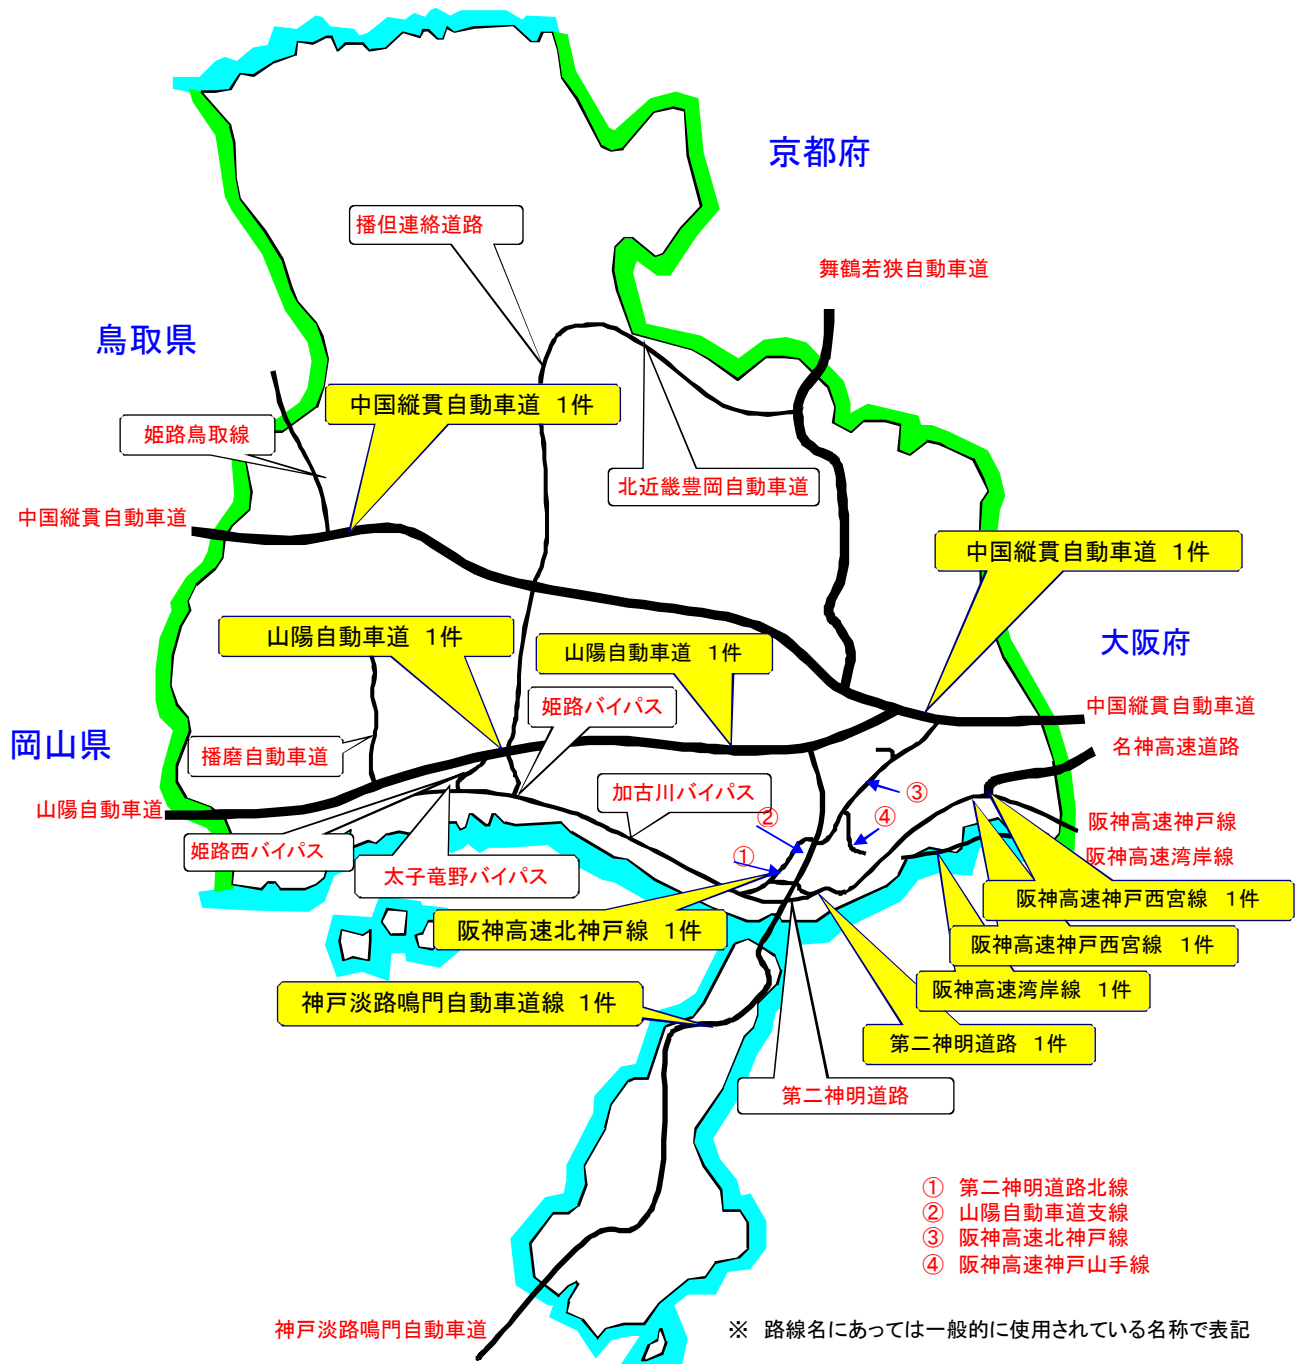 京都府
播但連絡道路
舞鶴若狭自動車道
鳥取県
中国縦貫自動車道 1件
姫路鳥取線
北近畿豊岡自動車道
中国縦貫自動車道
中国縦貫自動車道 1件
山陽自動車道 1件
山陽自動車道 1件
大阪府
姫路バイパス
中国縦貫自動車道
岡山県
播磨自動車道
名神高速道路
加古川バイパス
③
山陽自動車道
②
④
阪神高速神戸線
姫路西バイパス
①
阪神高速湾岸線
太子竜野バイパス
阪神高速神戸西宮線 1件
阪神高速北神戸線 1件
阪神高速神戸西宮線 1件
神戸淡路鳴門自動車道線 1件
阪神高速湾岸線 1件
第二神明道路 1件
第二神明道路
① 第二神明道路北線
② 山陽自動車道支線
③ 阪神高速北神戸線
④ 阪神高速神戸山手線
神戸淡路鳴門自動車道
※ 路線名にあっては一般的に使用されている名称で表記